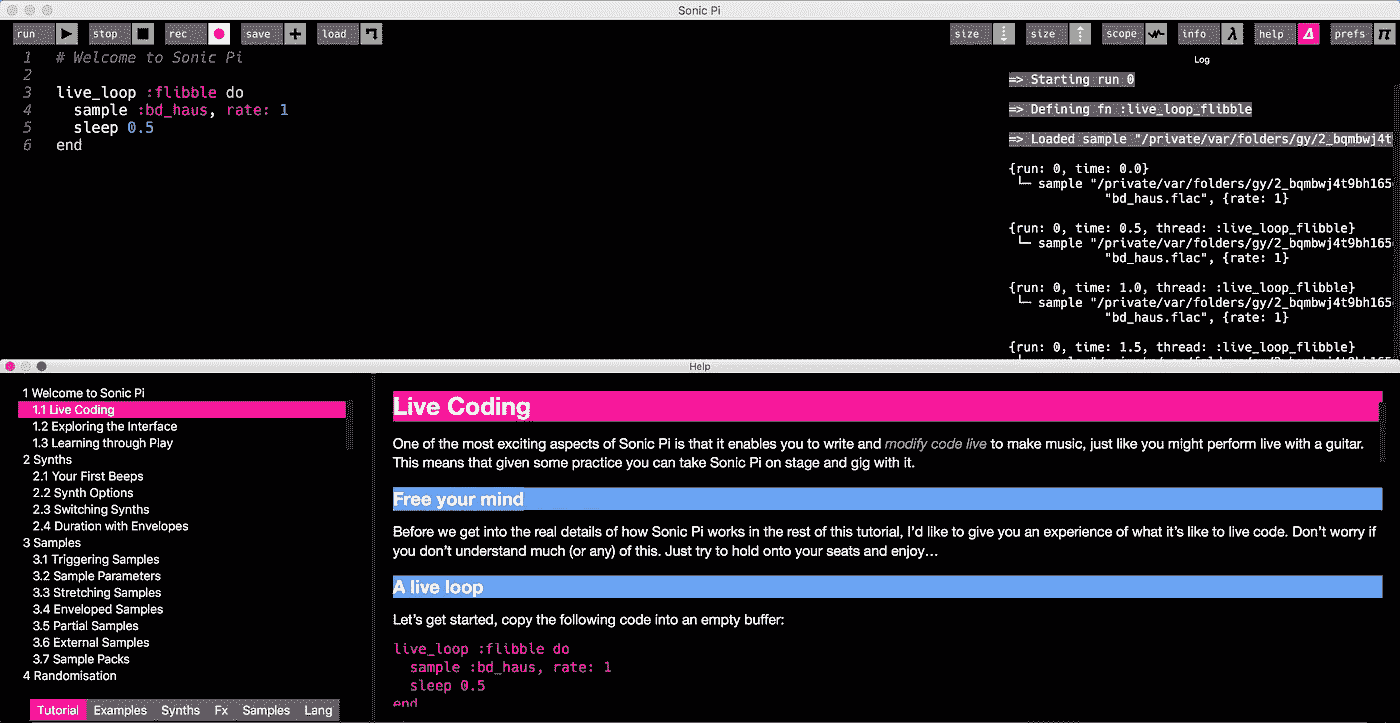 Sonic Pi
run stop rec save load size size scope info help prefs
1 # Welcome to Sonic Pi
2
3 live_loop :flibble do
4 sample :bd_haus, rate: 1
5 sleep 0.5
6 end
Log
=> Starting run 0
=> Defining fn :live_loop_flibble
=> Loaded sample "/private/var/folders/gy/2_bqmbwj4t
{run: 0, time: 0.0}
└─ sample "/private/var/folders/gy/2_bqmbwj4t9bh165
"bd_haus.flac", {rate: 1}
{run: 0, time: 0.5, thread: :live_loop_flibble}
└─ sample "/private/var/folders/gy/2_bqmbwj4t9bh165
"bd_haus.flac", {rate: 1}
{run: 0, time: 1.0, thread: :live_loop_flibble}
└─ sample "/private/var/folders/gy/2_bqmbwj4t9bh165
"bd_haus.flac", {rate: 1}
{run: 0, time: 1.5, thread: :live_loop_flibble}
Help
1 Welcome to Sonic Pi
1.1 Live Coding
1.2 Exploring the Interface
1.3 Learning through Play
2 Synths
2.1 Your First Beeps
2.2 Synth Options
2.3 Switching Synths
2.4 Duration with Envelopes
3 Samples
3.1 Triggering Samples
3.2 Sample Parameters
3.3 Stretching Samples
3.4 Enveloped Samples
3.5 Partial Samples
3.6 External Samples
3.7 Sample Packs
4 Randomisation
Tutorial Examples Synths Fx Samples Lang
Live Coding
One of the most exciting aspects of Sonic Pi is that it enables you to write and modify code live to make music, just like you might perform live with a guitar.
This means that given some practice you can take Sonic Pi on stage and gig with it.
Free your mind
Before we get into the real details of how Sonic Pi works in the rest of this tutorial, I'd like to give you an experience of what it's like to live code. Don't worry if
you don't understand much (or any) of this. Just try to hold onto your seats and enjoy…
A live loop
Let's get started, copy the following code into an empty buffer:
live_loop :flibble do
sample :bd_haus, rate: 1
sleep 0.5
end